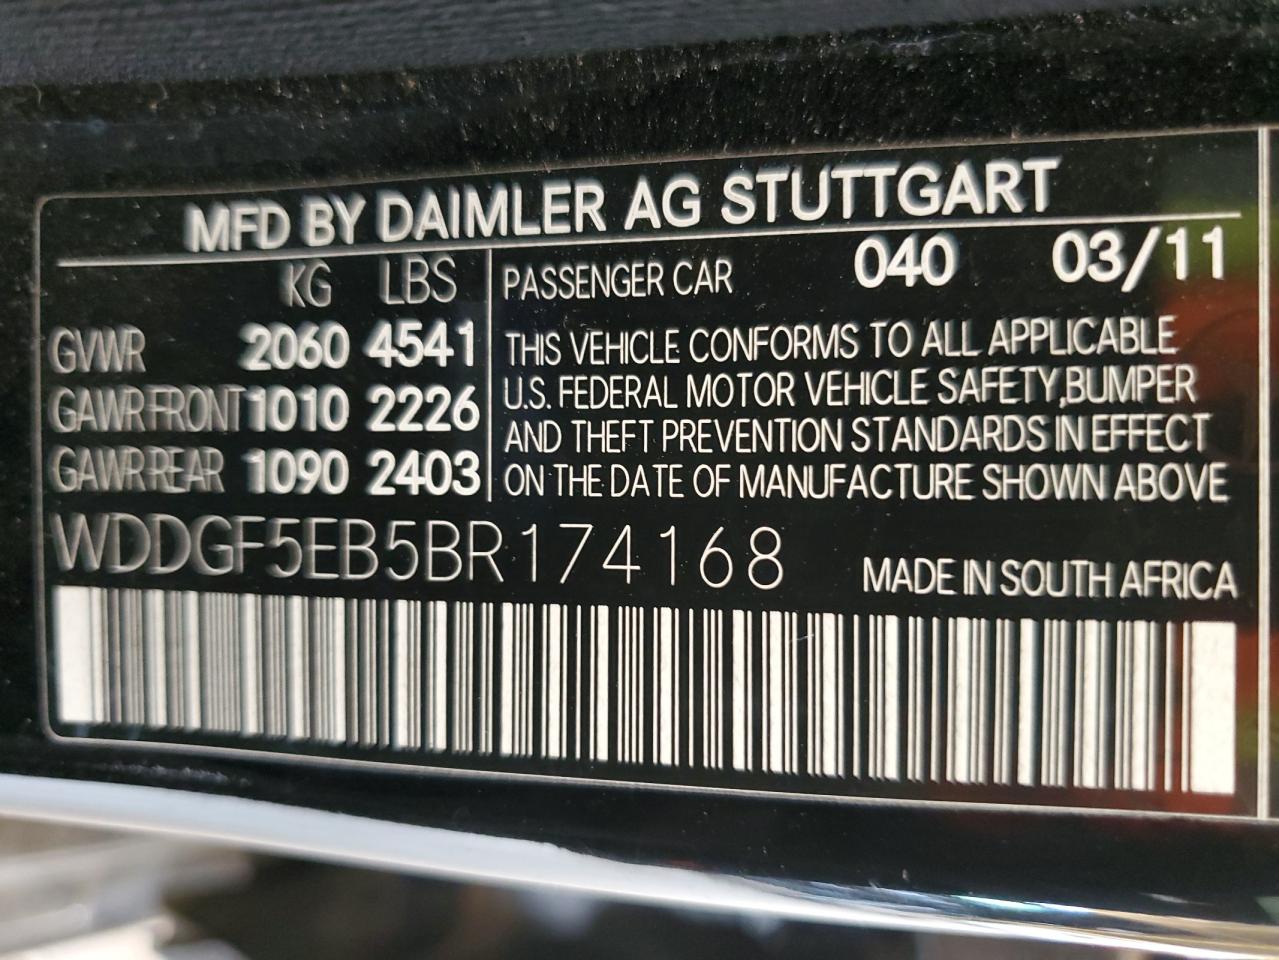 MFD BY DAIMLER AG STUTTGART
KG LBS
GVWR 2060 4541
GAWR FRONT 1010 2226
GAWR REAR 1090 2403
PASSENGER CAR 040 03/11
THIS VEHICLE CONFORMS TO ALL APPLICABLE
U.S. FEDERAL MOTOR VEHICLE SAFETY,BUMPER
AND THEFT PREVENTION STANDARDS IN EFFECT
ON THE DATE OF MANUFACTURE SHOWN ABOVE
WDDGF5EB5BR174168
MADE IN SOUTH AFRICA